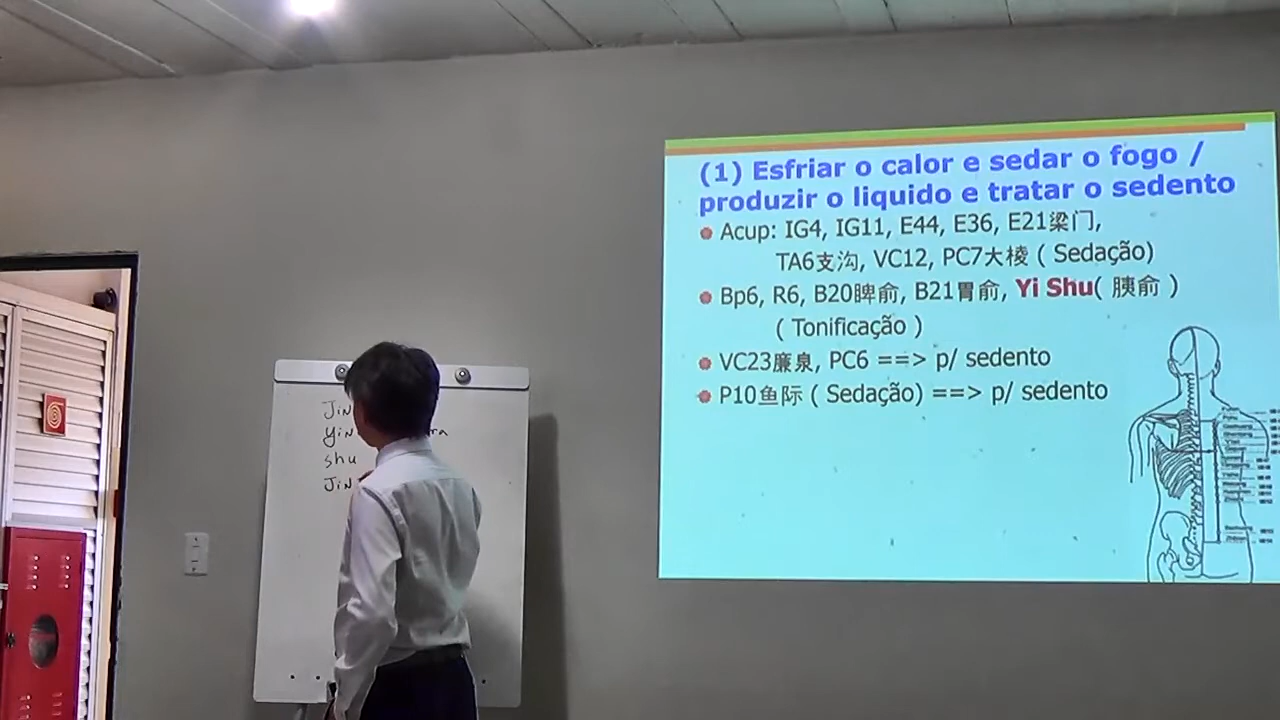 (1) Esfriar o calor e sedar o fogo /
produzir o liquido e tratar o sedento
Acup: IG4, IG11, E44, E36, E21梁门,
TA6支沟, VC12, PC7大棱 ( Sedação)
Bp6, R6, B20睥俞, B21胃俞, Yi Shu( 胰俞 )
( Tonificação )
VC23廉泉, PC6 ==> p/ sedento
P10鱼际 ( Sedação) ==> p/ sedento
Jin
Yin
shu
Jin